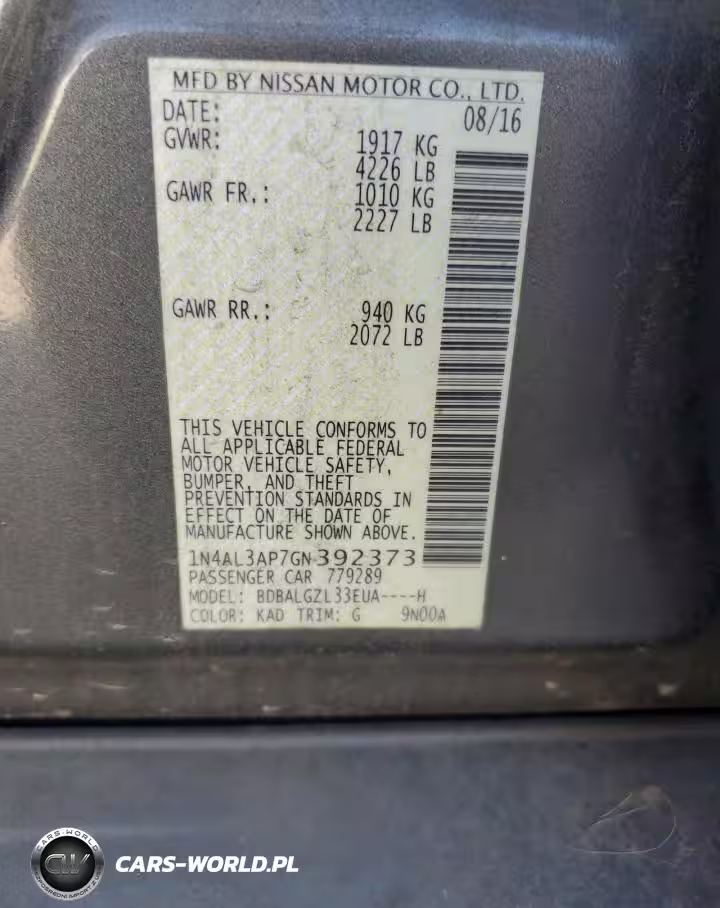 MFD BY NISSAN MOTOR CO., LTD.
DATE: 08/16
GVWR: 1917 KG
4226 LB
GAWR FR.: 1010 KG
2227 LB
GAWR RR.: 940 KG
2072 LB
THIS VEHICLE CONFORMS TO
ALL APPLICABLE FEDERAL
MOTOR VEHICLE SAFETY,
BUMPER, AND THEFT
PREVENTION STANDARDS IN
EFFECT ON THE DATE OF
MANUFACTURE SHOWN ABOVE.
1N4AL3AP7GN392373
PASSENGER CAR 779289
MODEL: BDBALGZL33EUA----H
COLOR: KAD TRIM: G 9N00A
CARS-WORLD
CW
CARS-WORLD.PL